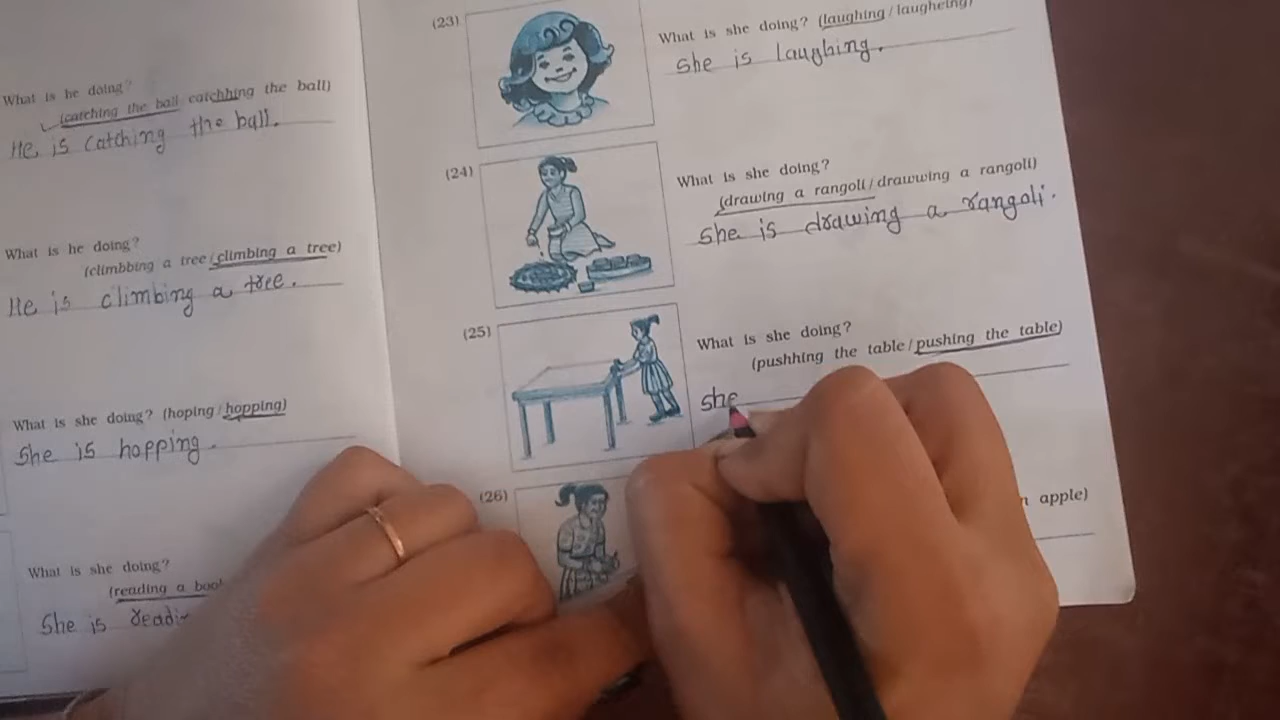 What is he doing?
(catching the ball catchhing the ball)
He is catching the ball.
What is he doing?
(climbbing a tree/climbing a tree)
He is climbing a tree.
What is she doing? (hoping/hopping)
She is hopping.
What is she doing?
(reading a
She is
(23)
What is she doing? (laughing/laugheing)
She is laughing.
(24)
What is she doing?
(drawing a rangoli/drawwing a rangoli)
She is drawing a rangoli.
(25)
What is she doing?
(pushhing the table/pushing the table)
she
(26)
apple)